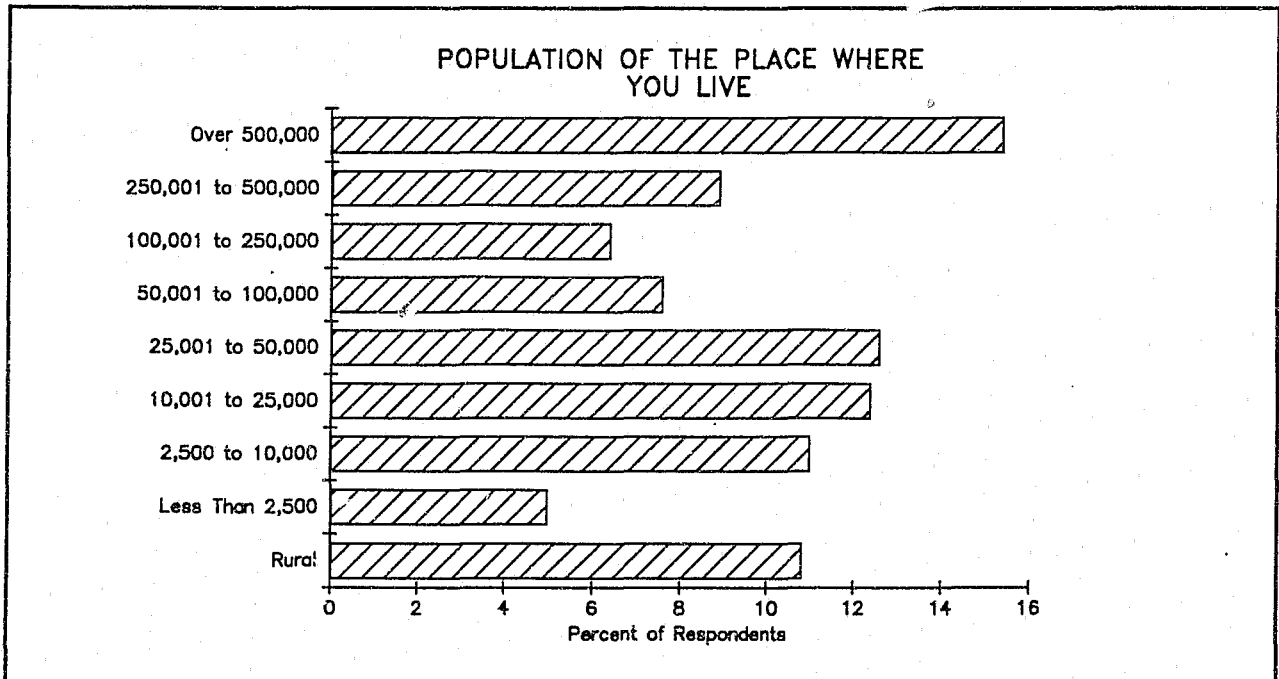 POPULATION OF THE PLACE WHERE
YOU LIVE
Over 500,000
250,001 to 500,000
100,001 to 250,000
50,001 to 100,000
25,001 to 50,000
10,001 to 25,000
2,500 to 10,000
Less Than 2,500
Rural
0 2 4 6 8 10 12 14 16
Percent of Respondents